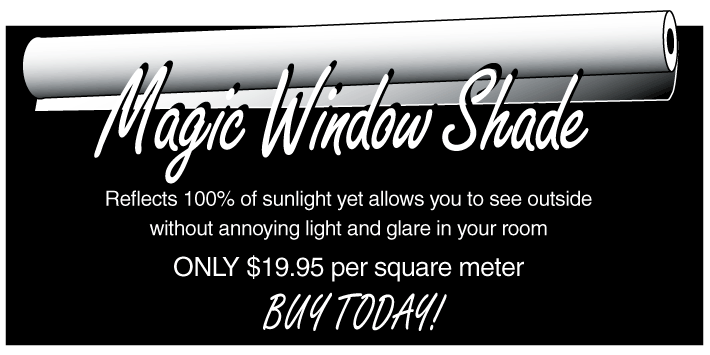 Magic Window Shade
Reflects 100% of sunlight yet allows you to see outside
without annoying light and glare in your room
ONLY $19.95 per square meter
BUY TODAY!